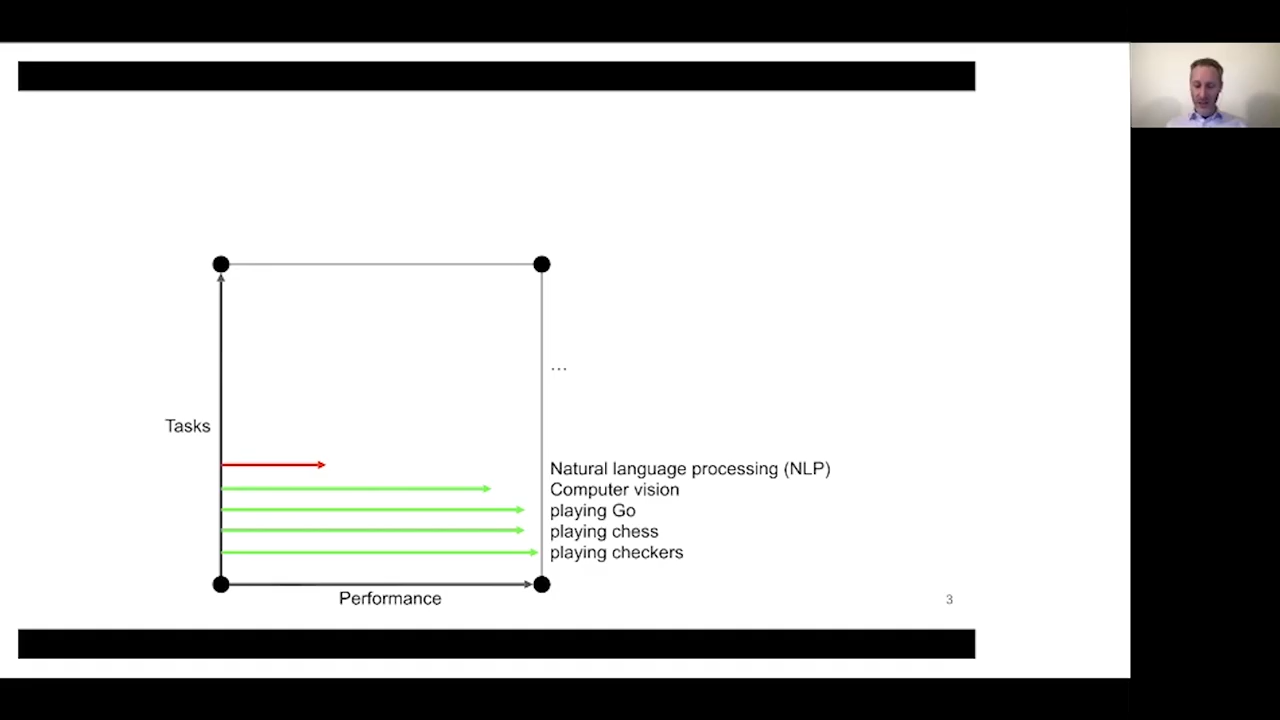 ...
Tasks
Natural language processing (NLP)
Computer vision
playing Go
playing chess
playing checkers
Performance
3